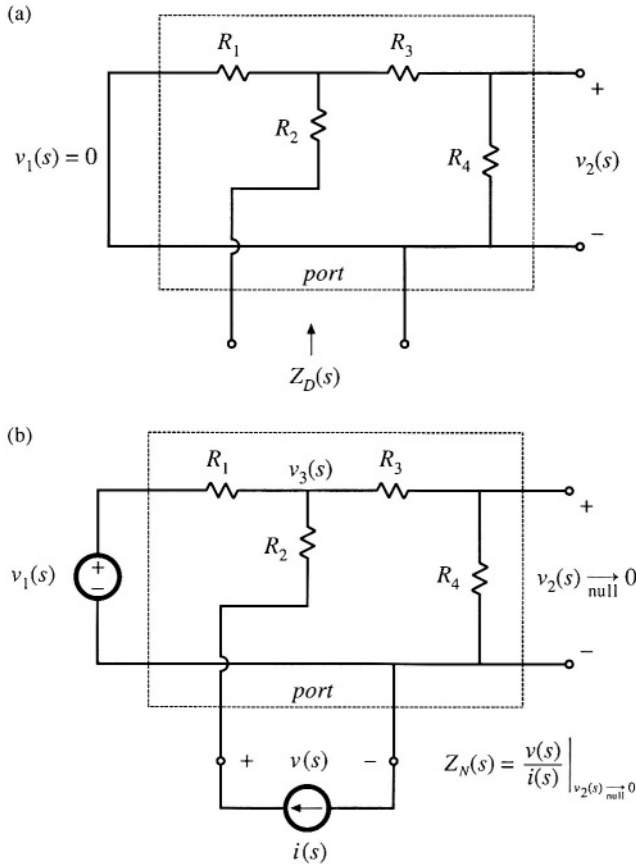 (a)
R1
R3
R2
v1(s) = 0
R4
+
v2(s)
−
port
ZD(s)
(b)
R1
v3(s)
R3
+
R2
v1(s)
+
−
R4
v2(s) ⟶ 0
null
−
port
+ v(s) −
i(s)
ZN(s) = v(s)/i(s) | v2(s) ⟶ 0
null